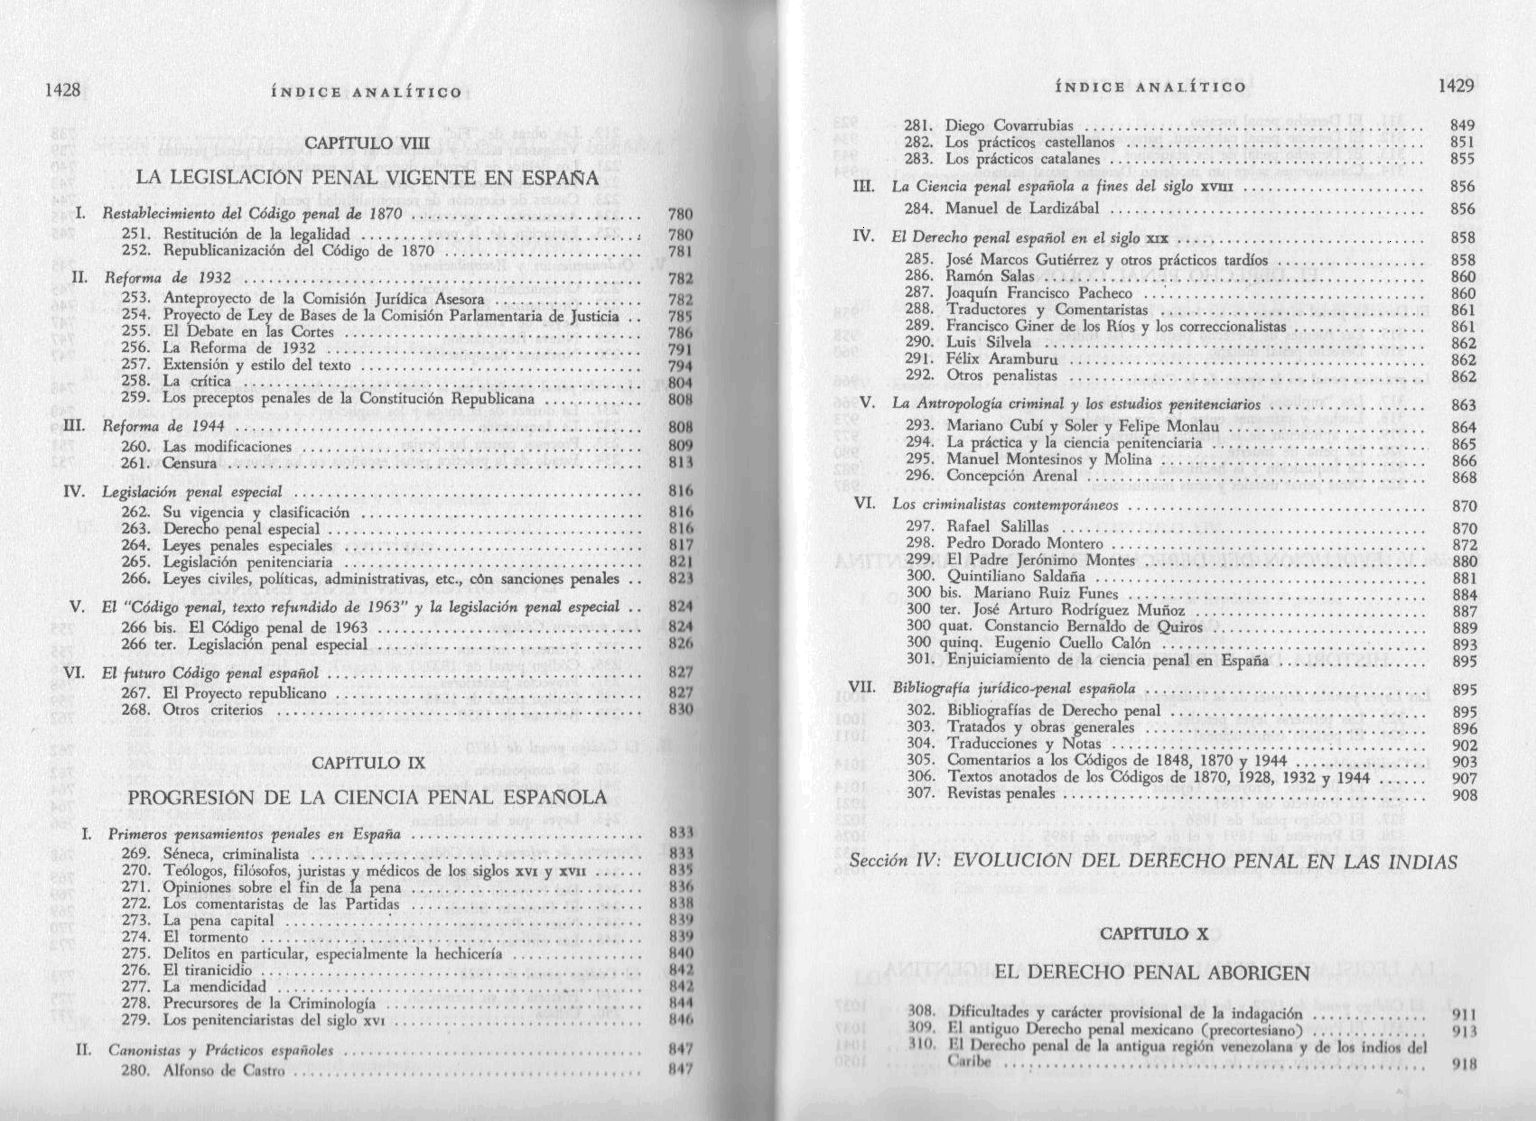 1428
ÍNDICE ANALÍTICO
CAPÍTULO VIII
LA LEGISLACIÓN PENAL VIGENTE EN ESPAÑA
I. Restablecimiento del Código penal de 1870 780
251. Restitución de la legalidad 780
252. Republicanización del Código de 1870 781
II. Reforma de 1932 782
253. Anteproyecto de la Comisión Jurídica Asesora 782
254. Proyecto de Ley de Bases de la Comisión Parlamentaria de Justicia 785
255. El Debate en las Cortes 786
256. La Reforma de 1932 791
257. Extensión y estilo del texto 794
258. La crítica 804
259. Los preceptos penales de la Constitución Republicana 808
III. Reforma de 1944 808
260. Las modificaciones 809
261. Censura 813
IV. Legislación penal especial 816
262. Su vigencia y clasificación 816
263. Derecho penal especial 816
264. Leyes penales especiales 817
265. Legislación penitenciaria 821
266. Leyes civiles, políticas, administrativas, etc., con sanciones penales 823
V. El "Código penal, texto refundido de 1963" y la legislación penal especial 824
266 bis. El Código penal de 1963 824
266 ter. Legislación penal especial 826
VI. El futuro Código penal español 827
267. El Proyecto republicano 827
268. Otros criterios 830
CAPÍTULO IX
PROGRESIÓN DE LA CIENCIA PENAL ESPAÑOLA
I. Primeros pensamientos penales en España 833
269. Séneca, criminalista 833
270. Teólogos, filósofos, juristas y médicos de los siglos XVI y XVII 835
271. Opiniones sobre el fin de la pena 836
272. Los comentaristas de las Partidas 838
273. La pena capital 839
274. El tormento 839
275. Delitos en particular, especialmente la hechicería 840
276. El tiranicidio 842
277. La mendicidad 842
278. Precursores de la Criminología 844
279. Los penitenciaristas del siglo XVI 846
II. Canonistas y Prácticos españoles 847
280. Alfonso de Castro 847
ÍNDICE ANALÍTICO
1429
281. Diego Covarrubias 849
282. Los prácticos castellanos 851
283. Los prácticos catalanes 855
III. La Ciencia penal española a fines del siglo XVIII 856
284. Manuel de Lardizábal 856
IV. El Derecho penal español en el siglo XIX 858
285. José Marcos Gutiérrez y otros prácticos tardíos 858
286. Ramón Salas 860
287. Joaquín Francisco Pacheco 860
288. Traductores y Comentaristas 861
289. Francisco Giner de los Ríos y los correccionalistas 861
290. Luis Silvela 862
291. Félix Aramburu 862
292. Otros penalistas 862
V. La Antropología criminal y los estudios penitenciarios 863
293. Mariano Cubí y Soler y Felipe Monlau 864
294. La práctica y la ciencia penitenciaria 865
295. Manuel Montesinos y Molina 866
296. Concepción Arenal 868
VI. Los criminalistas contemporáneos 870
297. Rafael Salillas 870
298. Pedro Dorado Montero 872
299. El Padre Jerónimo Montes 880
300. Quintiliano Saldaña 881
300 bis. Mariano Ruiz Funes 884
300 ter. José Arturo Rodríguez Muñoz 887
300 quat. Constancio Bernaldo de Quiros 889
300 quinq. Eugenio Cuello Calón 893
301. Enjuiciamiento de la ciencia penal en España 895
VII. Bibliografía jurídico-penal española 895
302. Bibliografías de Derecho penal 895
303. Tratados y obras generales 896
304. Traducciones y Notas 902
305. Comentarios a los Códigos de 1848, 1870 y 1944 903
306. Textos anotados de los Códigos de 1870, 1928, 1932 y 1944 907
307. Revistas penales 908
Sección IV: EVOLUCIÓN DEL DERECHO PENAL EN LAS INDIAS
CAPÍTULO X
EL DERECHO PENAL ABORIGEN
308. Dificultades y carácter provisional de la indagación 911
309. El antiguo Derecho penal mexicano (precortesiano) 913
310. El Derecho penal de la antigua región venezolana y de los indios del
Caribe 918